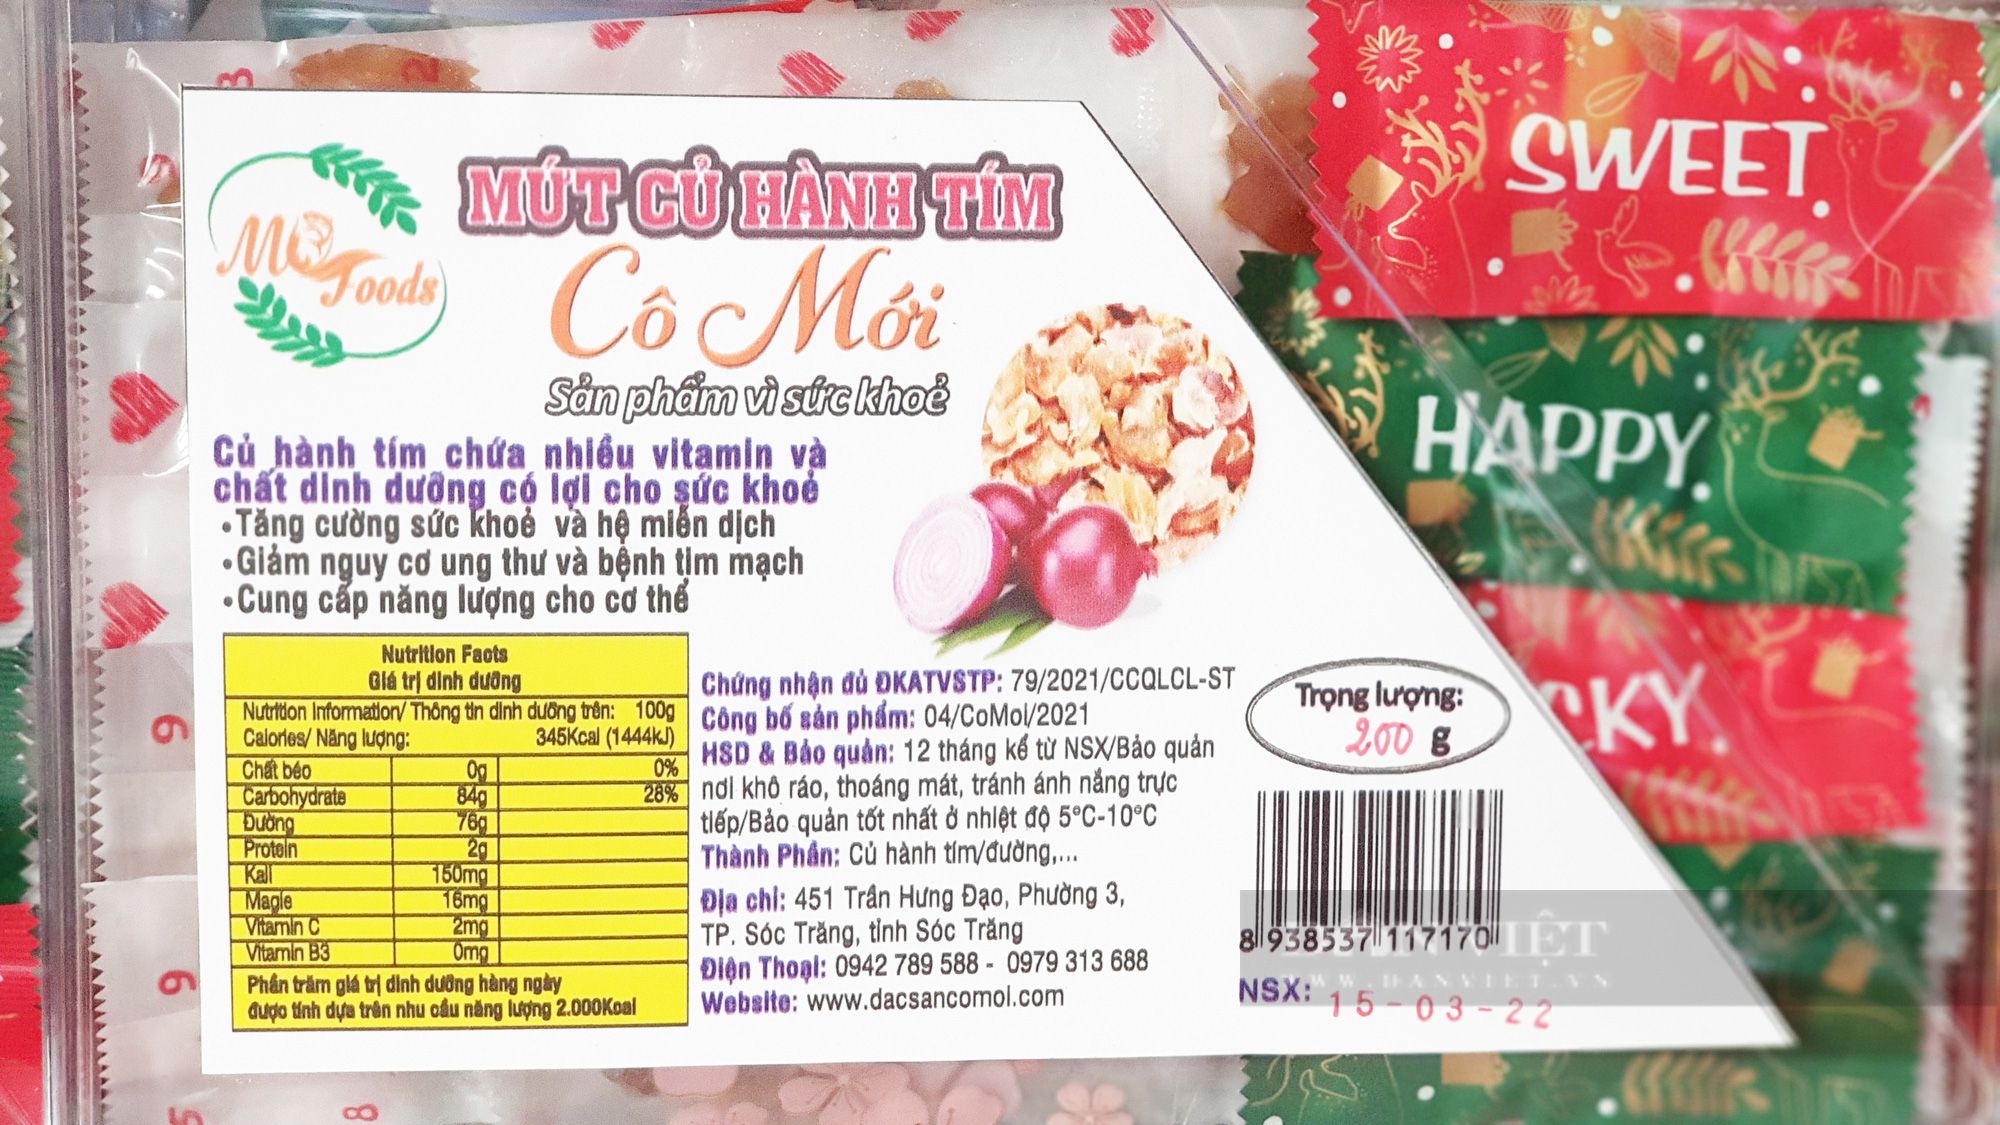 MO Foods
MỨT CỦ HÀNH TÍM
Cô Mới
Sản phẩm vì sức khoẻ
Củ hành tím chứa nhiều vitamin và
chất dinh dưỡng có lợi cho sức khoẻ
•Tăng cường sức khoẻ và hệ miễn dịch
•Giảm nguy cơ ung thư và bệnh tim mạch
•Cung cấp năng lượng cho cơ thể
Nutrition Facts
Giá trị dinh dưỡng
Nutrition Information/ Thông tin dinh dưỡng trên: 100g
Calories/ Năng lượng: 345Kcal (1444kJ)
Chất béo 0g 0%
Carbohydrate 84g 28%
Đường 76g
Protein 2g
Kali 150mg
Magie 16mg
Vitamin C 2mg
Vitamin B3 0mg
Phần trăm giá trị dinh dưỡng hàng ngày
được tính dựa trên nhu cầu năng lượng 2.000Kcal
Chứng nhận đủ ĐKATVSTP: 79/2021/CCQLCL-ST
Công bố sản phẩm: 04/CoMoi/2021
HSD & Bảo quản: 12 tháng kể từ NSX/Bảo quản
nơi khô ráo, thoáng mát, tránh ánh nắng trực
tiếp/Bảo quản tốt nhất ở nhiệt độ 5°C-10°C
Thành Phần: Củ hành tím/đường,...
Địa chỉ: 451 Trần Hưng Đạo, Phường 3,
TP. Sóc Trăng, tỉnh Sóc Trăng
Điện Thoại: 0942 789 588 - 0979 313 688
Website: www.dacsancomoi.com
Trọng lượng:
200 g
8 938537 117170
NSX: 15-03-22
DÂN VIỆT
WWW.DANVIET.VN
SWEET
HAPPY
CKY